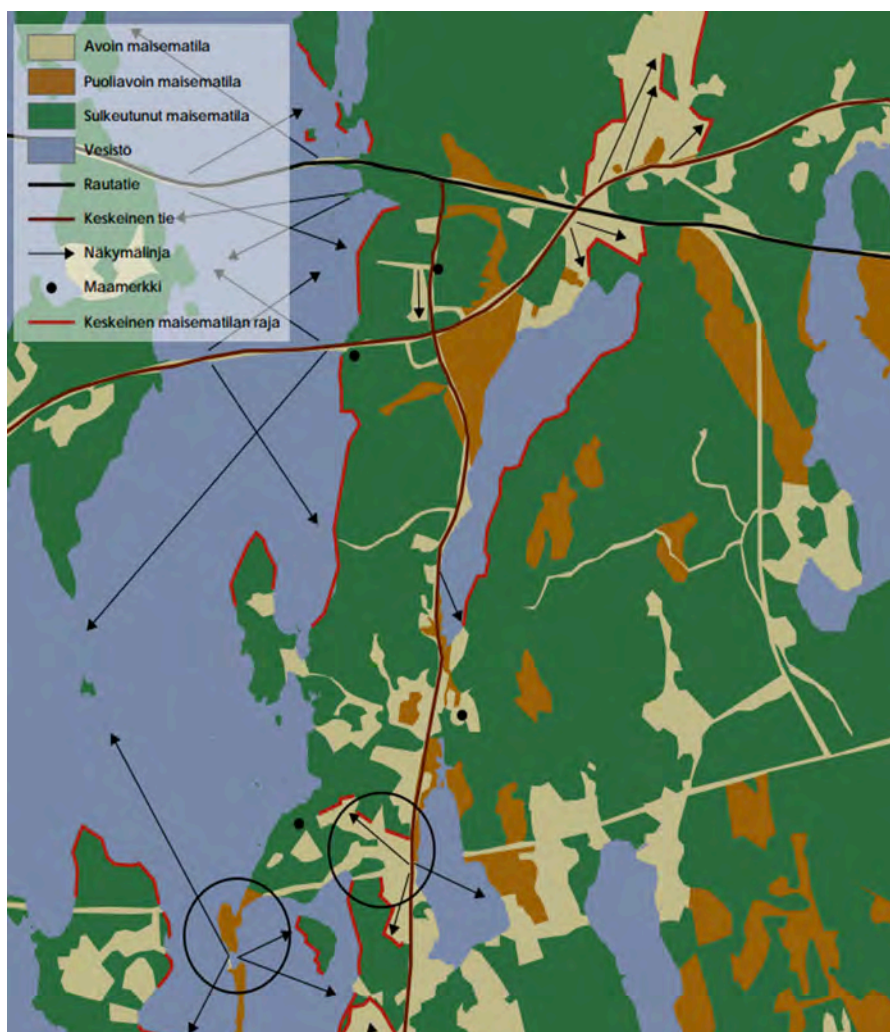 Avoin maisematila
Puoliavoin maisematila
Sulkeutunut maisematila
Vesistö
Rautatie
Keskeinen tie
Näkymälinja
Maamerkki
Keskeinen maisematilan raja